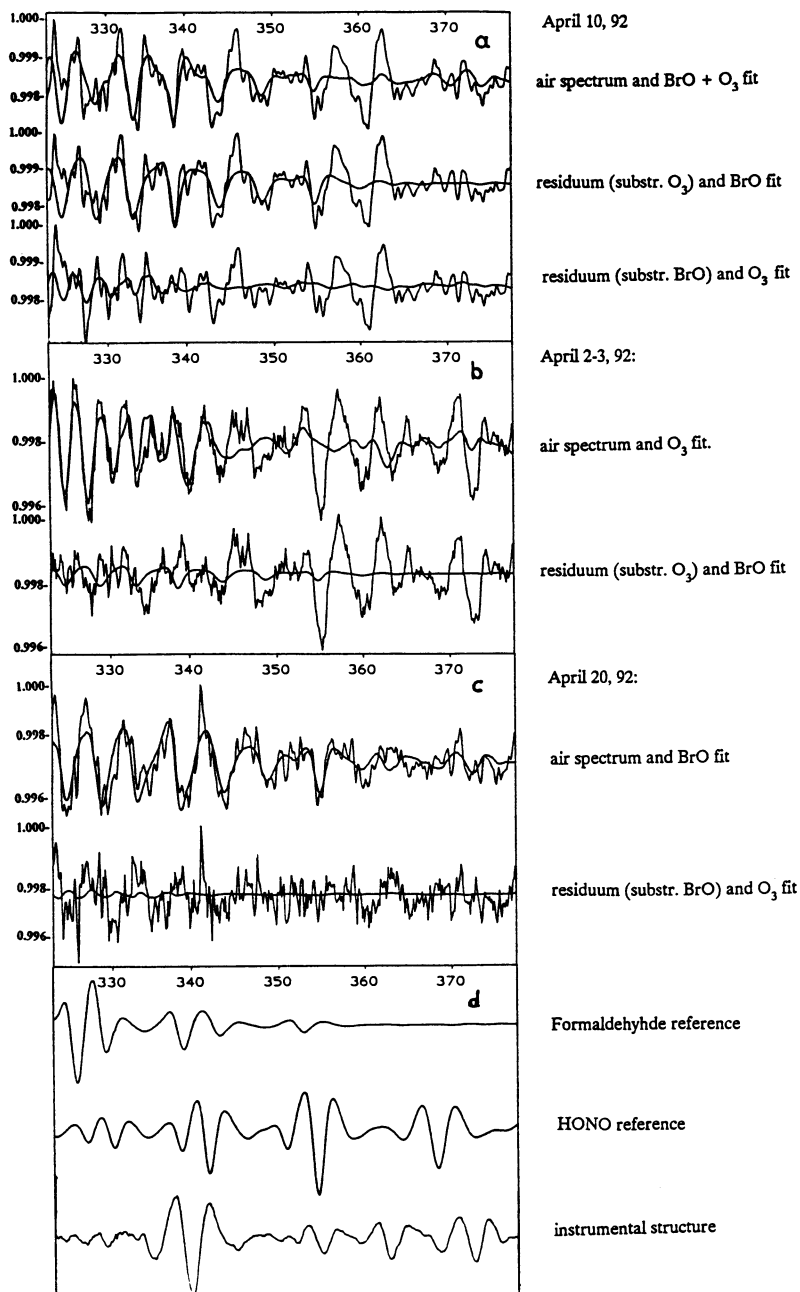 330 340 350 360 370
a
April 10, 92
1.000-
0.999-
0.998-
air spectrum and BrO + O3 fit
1.000-
0.999-
0.998-
residuum (substr. O3) and BrO fit
1.000-
0.999-
0.998-
residuum (substr. BrO) and O3 fit
330 340 350 360 370
b
April 2-3, 92:
1.000-
0.998-
0.996-
air spectrum and O3 fit.
1.000-
0.998-
0.996-
residuum (substr. O3) and BrO fit
330 340 350 360 370
c
April 20, 92:
1.000-
0.998-
0.996-
air spectrum and BrO fit
1.000-
0.998-
0.996-
residuum (substr. BrO) and O3 fit
330 340 350 360 370
d
Formaldehyhde reference
HONO reference
instrumental structure